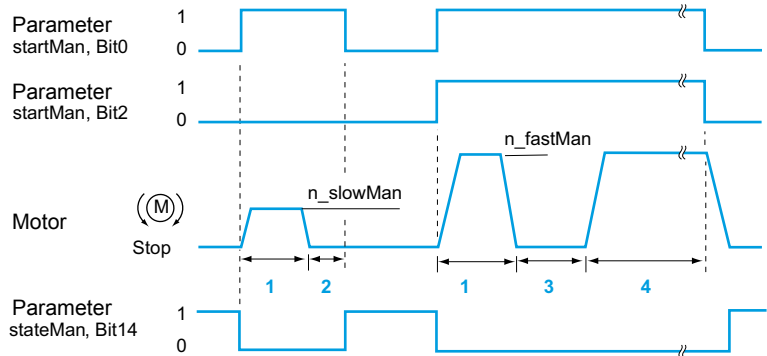 Parameter
startMan, Bit0
1
0
Parameter
startMan, Bit2
1
0
n_fastMan
n_slowMan
Motor
M
Stop
1 2 1 3 4
Parameter
stateMan, Bit14
1
0